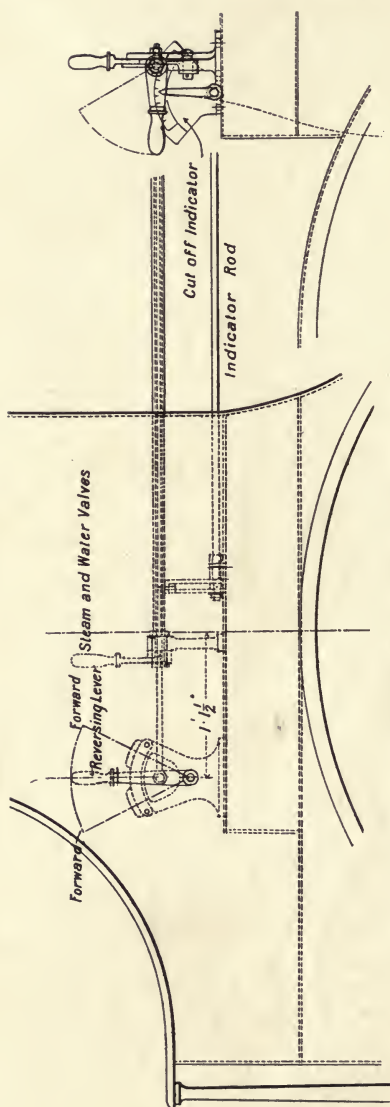 Cut off Indicator
Indicator Rod
Steam and Water Valves
Forward
Reversing Lever
Forward
1' 1½"